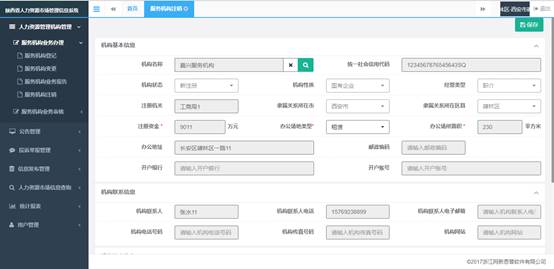 陕西省人力资源市场管理信息系统
首页
服务机构注销
区 西安市雁
退出
人力资源管理机构管理
服务机构业务办理
服务机构登记
服务机构变更
服务机构业务报告
服务机构注销
服务机构业务审核
公告管理
投诉举报管理
信息发布管理
人力资源市场信息查询
统计报表
用户管理
保存
机构基本信息
机构名称 嘉兴服务机构 统一社会信用代码 12345678765456435Q
机构状态 新注册 机构性质 国有企业 经营类型 职介
注册机关 工商局1 隶属关系所在市 西安市 隶属关系所在区县 雁林区
注册资金* 9011 万元 办公场地类型* 租赁 办公场所面积* 230 平方米
办公地址 长安区雄林区一路11 邮政编码 请输入邮政编码
开户银行 请输入开户银行 开户账号 请输入开户账号
机构联系信息
机构联系人 张水11 机构联系人电话 15769238899 机构联系人电子邮箱 请输入机构联系人电
机构电话号码 请输入机构电话号码 机构传真号码 请输入机构传真号码 机构网站 请输入机构网站
©2017浙江网新恩普软件有限公司